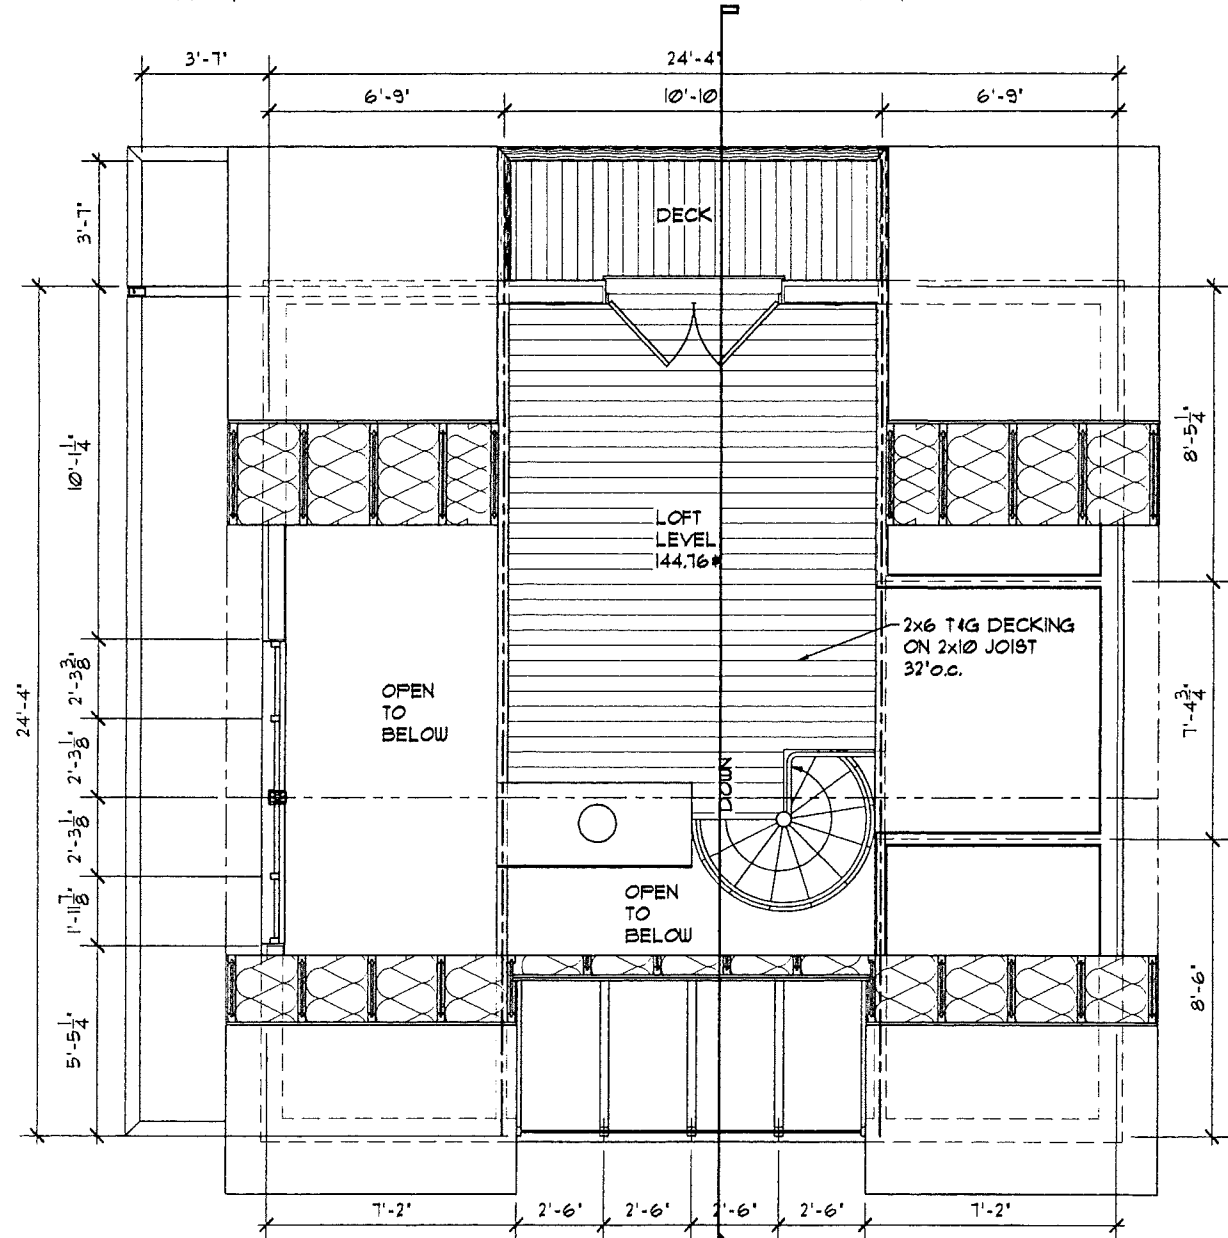 3'-7" 24'-4"
6'-9" 10'-10 6'-9"
DECK
3'-7"
10'-1 1/4"
8'-5 1/4"
LOFT
LEVEL
144.76
2x6 T&G DECKING
ON 2x10 JOIST
32"o.c.
24'-4"
2'-3 3/8"
OPEN
TO
BELOW
7'-4 3/4"
2'-3 1/8"
DOWN
2'-3 1/8"
1'-11 7/8"
OPEN
TO
BELOW
5'-5 1/4"
8'-6"
7'-2" 2'-6" 2'-6" 2'-6" 2'-6" 7'-2"